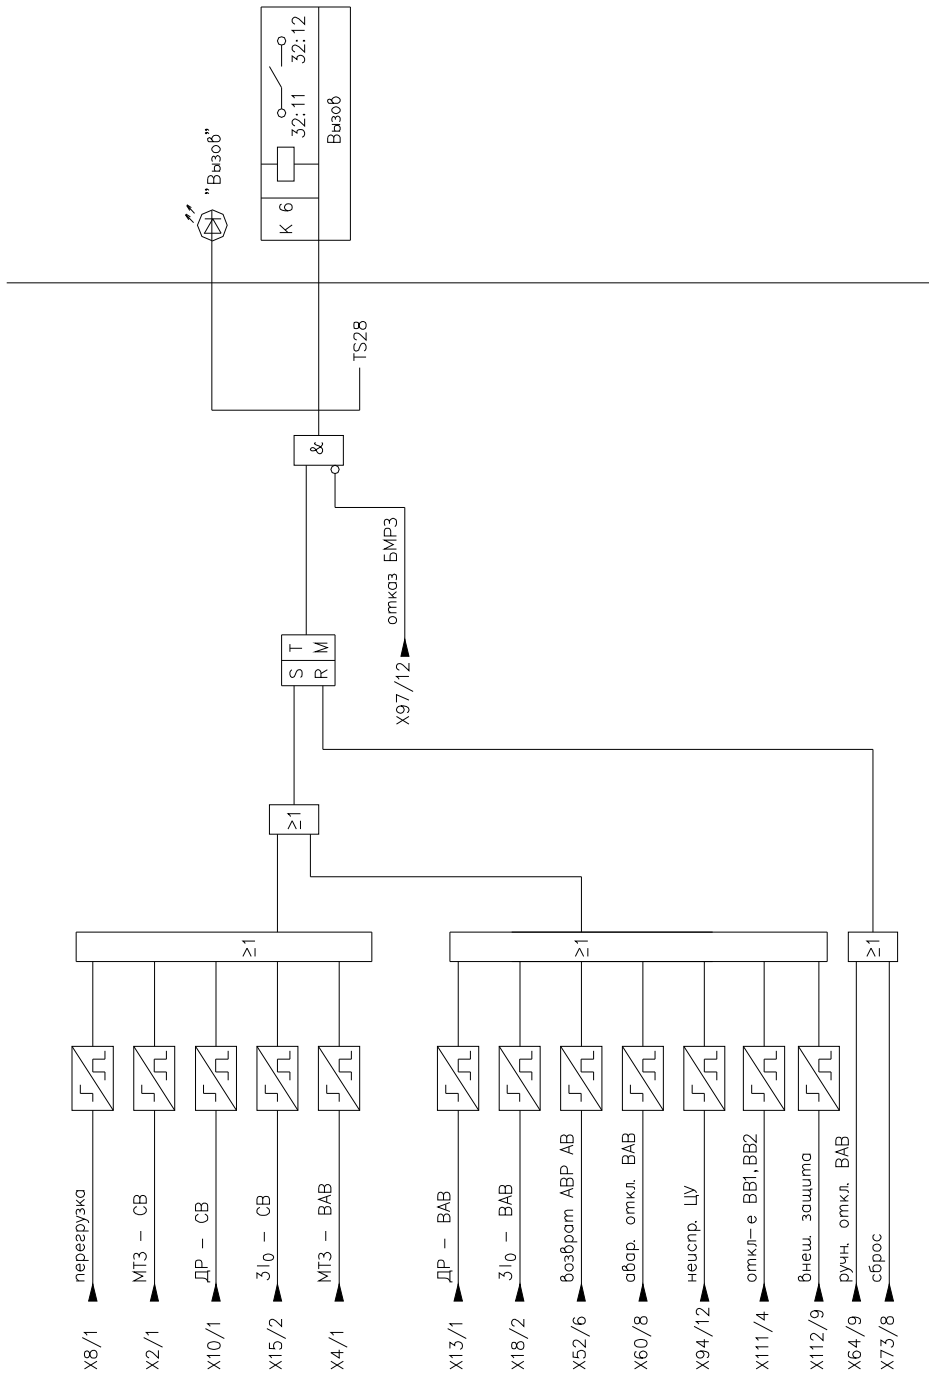 X8/1
перегрузка
X2/1
МТЗ - СВ
X10/1
ДР - СВ
X15/2
3I0 - СВ
X4/1
МТЗ - ВАВ
X13/1
ДР - ВАВ
X18/2
3I0 - ВАВ
X52/6
возврат АВР АВ
X60/8
авар. откл. ВАВ
X94/12
неиспр. ЦУ
X111/4
откл-е ВВ1, ВВ2
X112/9
внеш. защита
X64/9
ручн. откл. ВАВ
X73/8
сброс
≥1
≥1
≥1
≥1
S T
R M
X97/12
отказ БМРЗ
&
TS28
"Вызов"
К 6
32:11
32:12
Вызов